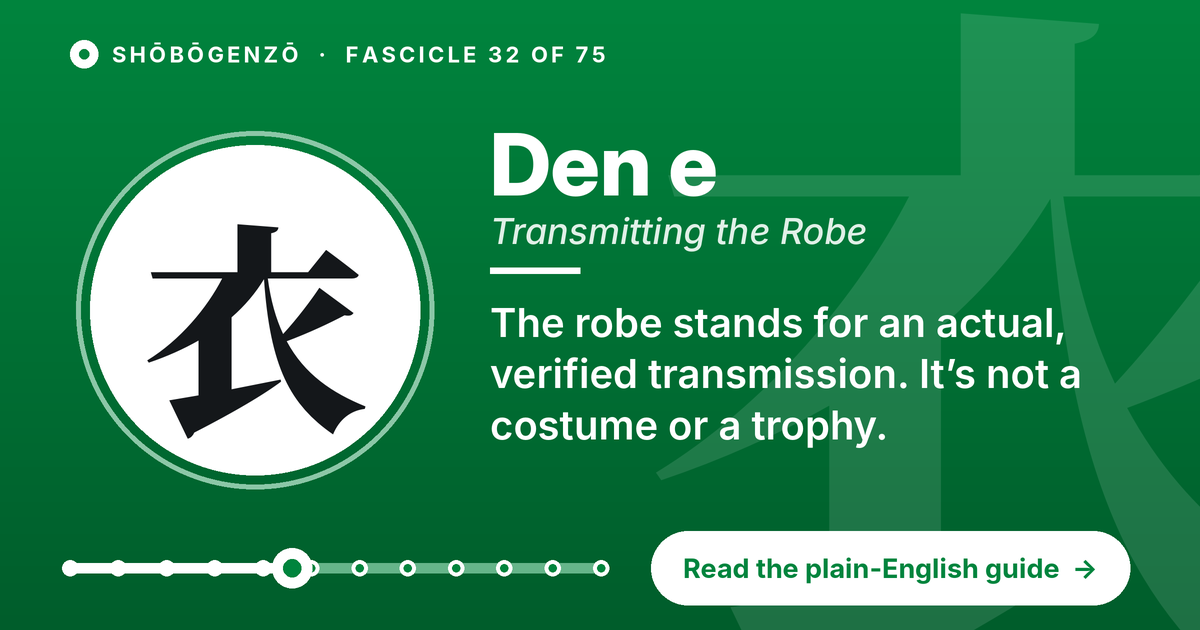 SHŌBŌGENZŌ · FASCICLE 32 OF 75
衣
Den e
Transmitting the Robe
The robe stands for an actual,
verified transmission. It’s not a
costume or a trophy.
Read the plain-English guide →